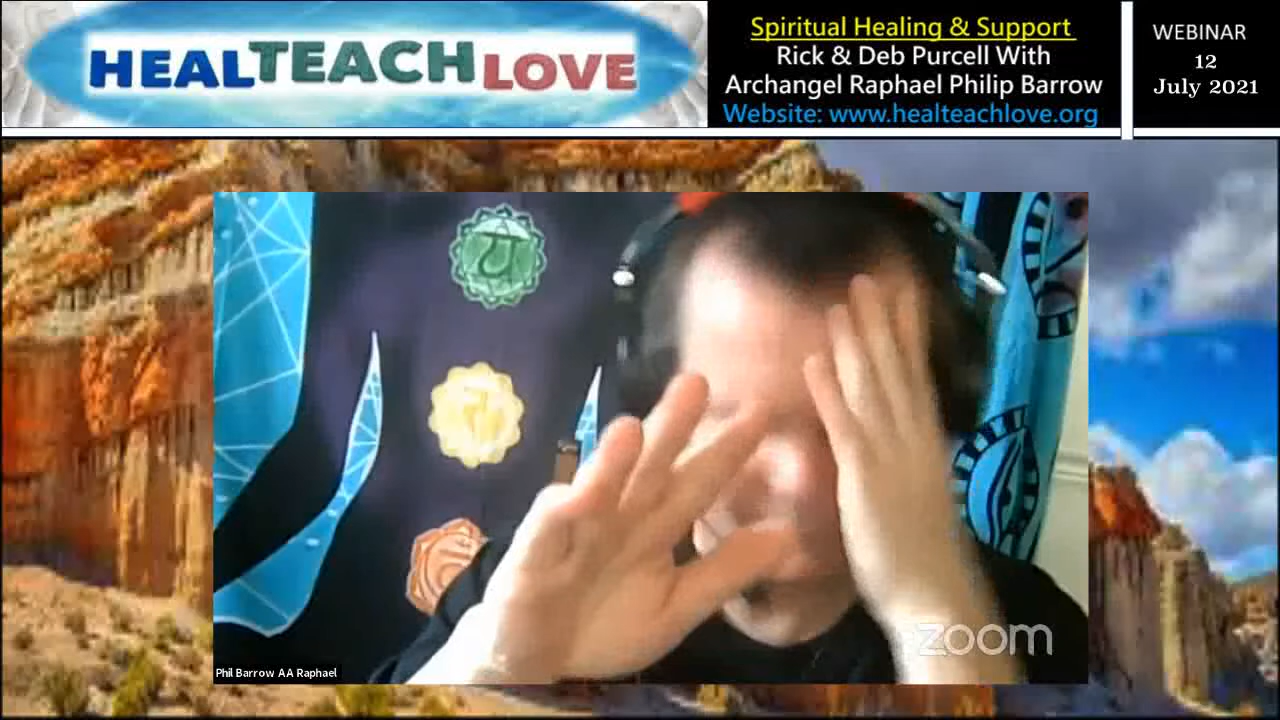 HEALTEACHLOVE
Spiritual Healing & Support
Rick & Deb Purcell With
Archangel Raphael Philip Barrow
Website: www.healteachlove.org
WEBINAR
12
July 2021
Phil Barrow AA Raphael
zoom